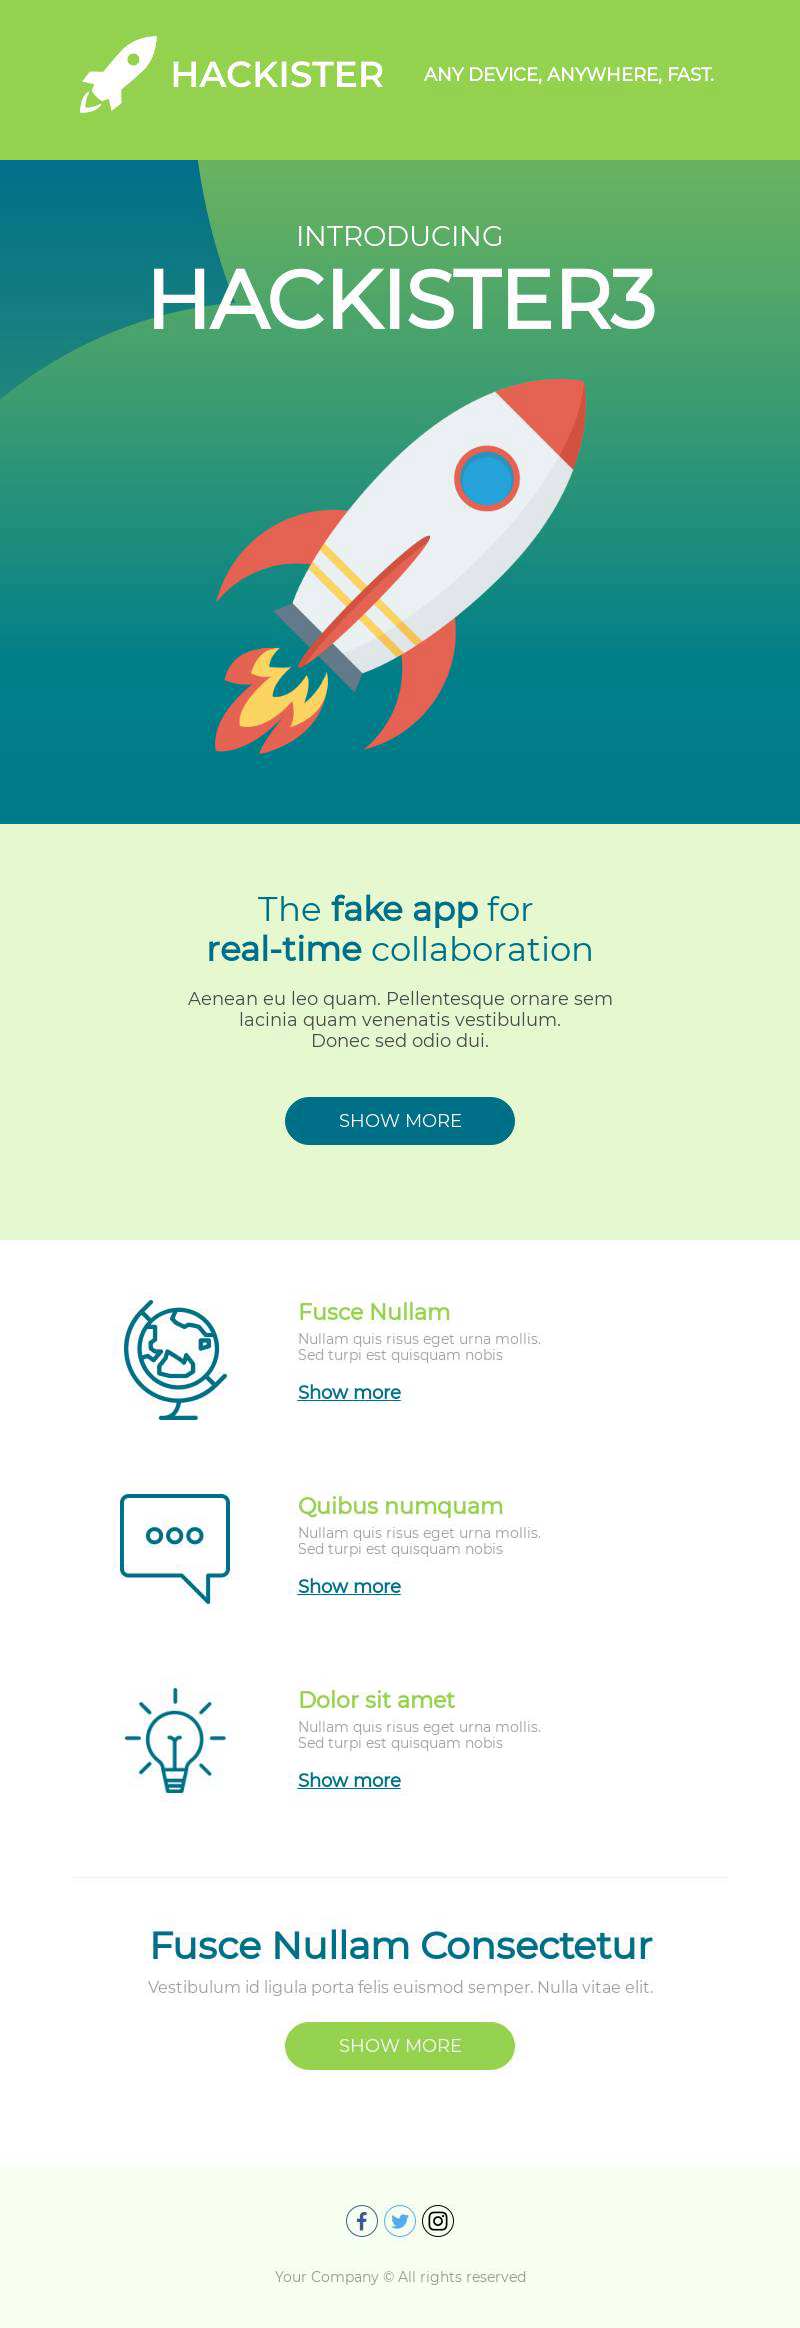 HACKISTER
ANY DEVICE, ANYWHERE, FAST.
INTRODUCING
HACKISTER3
The fake app for
real-time collaboration
Aenean eu leo quam. Pellentesque ornare sem
lacinia quam venenatis vestibulum.
Donec sed odio dui.
SHOW MORE
Fusce Nullam
Nullam quis risus eget urna mollis.
Sed turpi est quisquam nobis
Show more
Quibus numquam
Nullam quis risus eget urna mollis.
Sed turpi est quisquam nobis
Show more
Dolor sit amet
Nullam quis risus eget urna mollis.
Sed turpi est quisquam nobis
Show more
Fusce Nullam Consectetur
Vestibulum id ligula porta felis euismod semper. Nulla vitae elit.
SHOW MORE
Your Company © All rights reserved